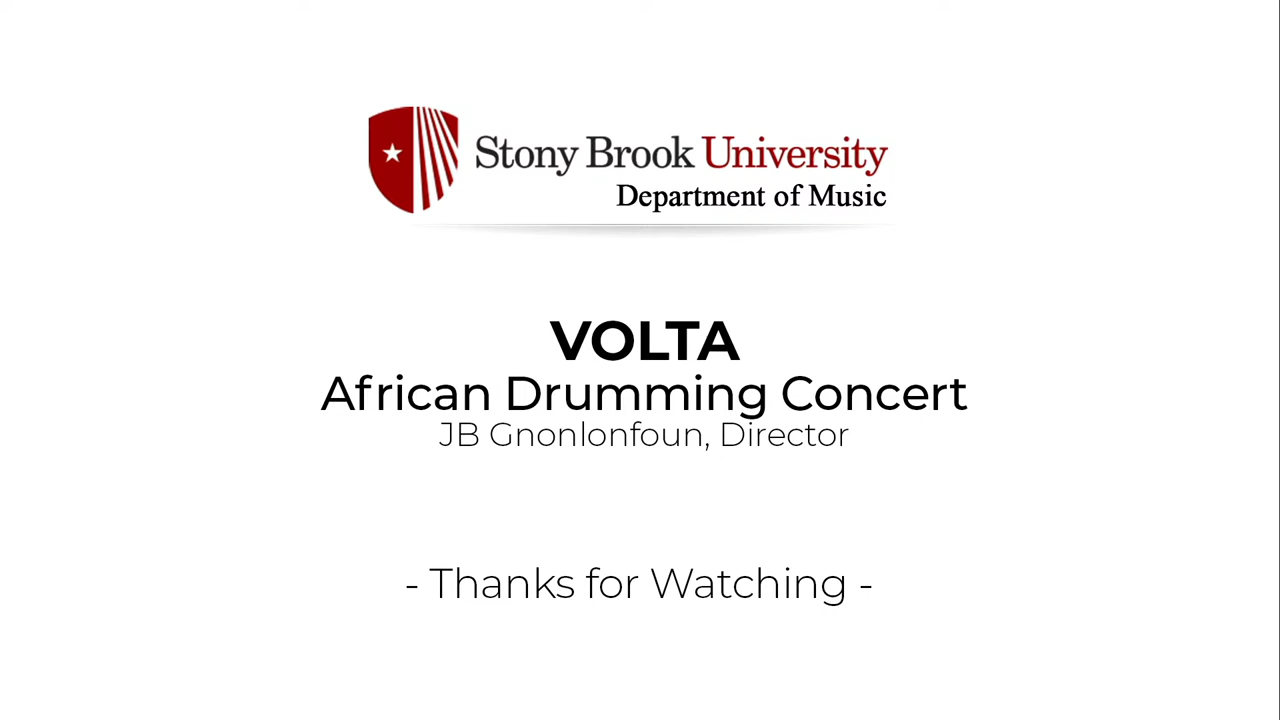 Stony Brook University
Department of Music
VOLTA
African Drumming Concert
JB Gnonlonfoun, Director
- Thanks for Watching -